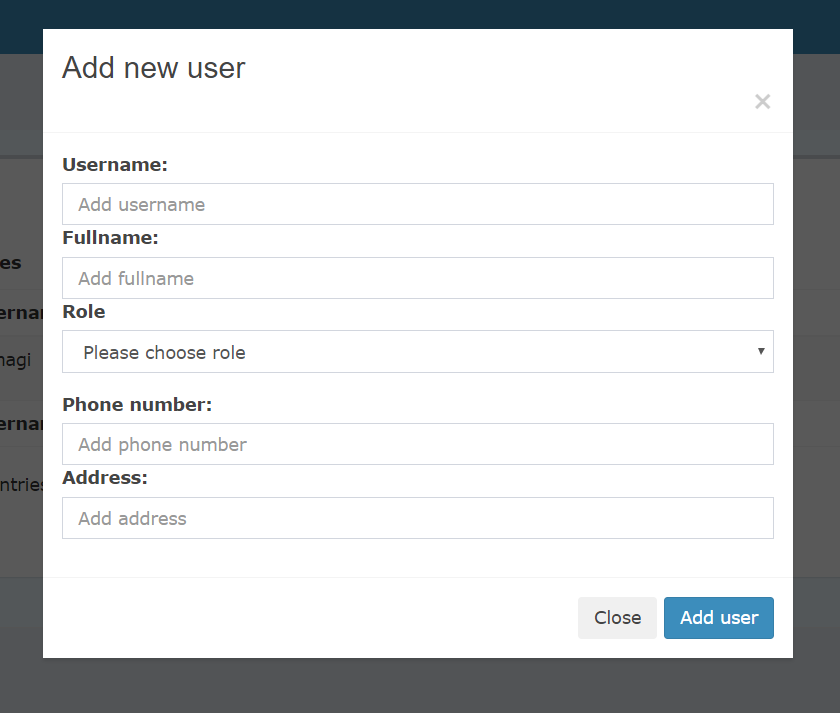 Add new user
×
Username:
Add username
Fullname:
es
Add fullname
Role
ernar
Please choose role
nagi
Phone number:
ernar
Add phone number
Address:
ntries
Add address
Close
Add user